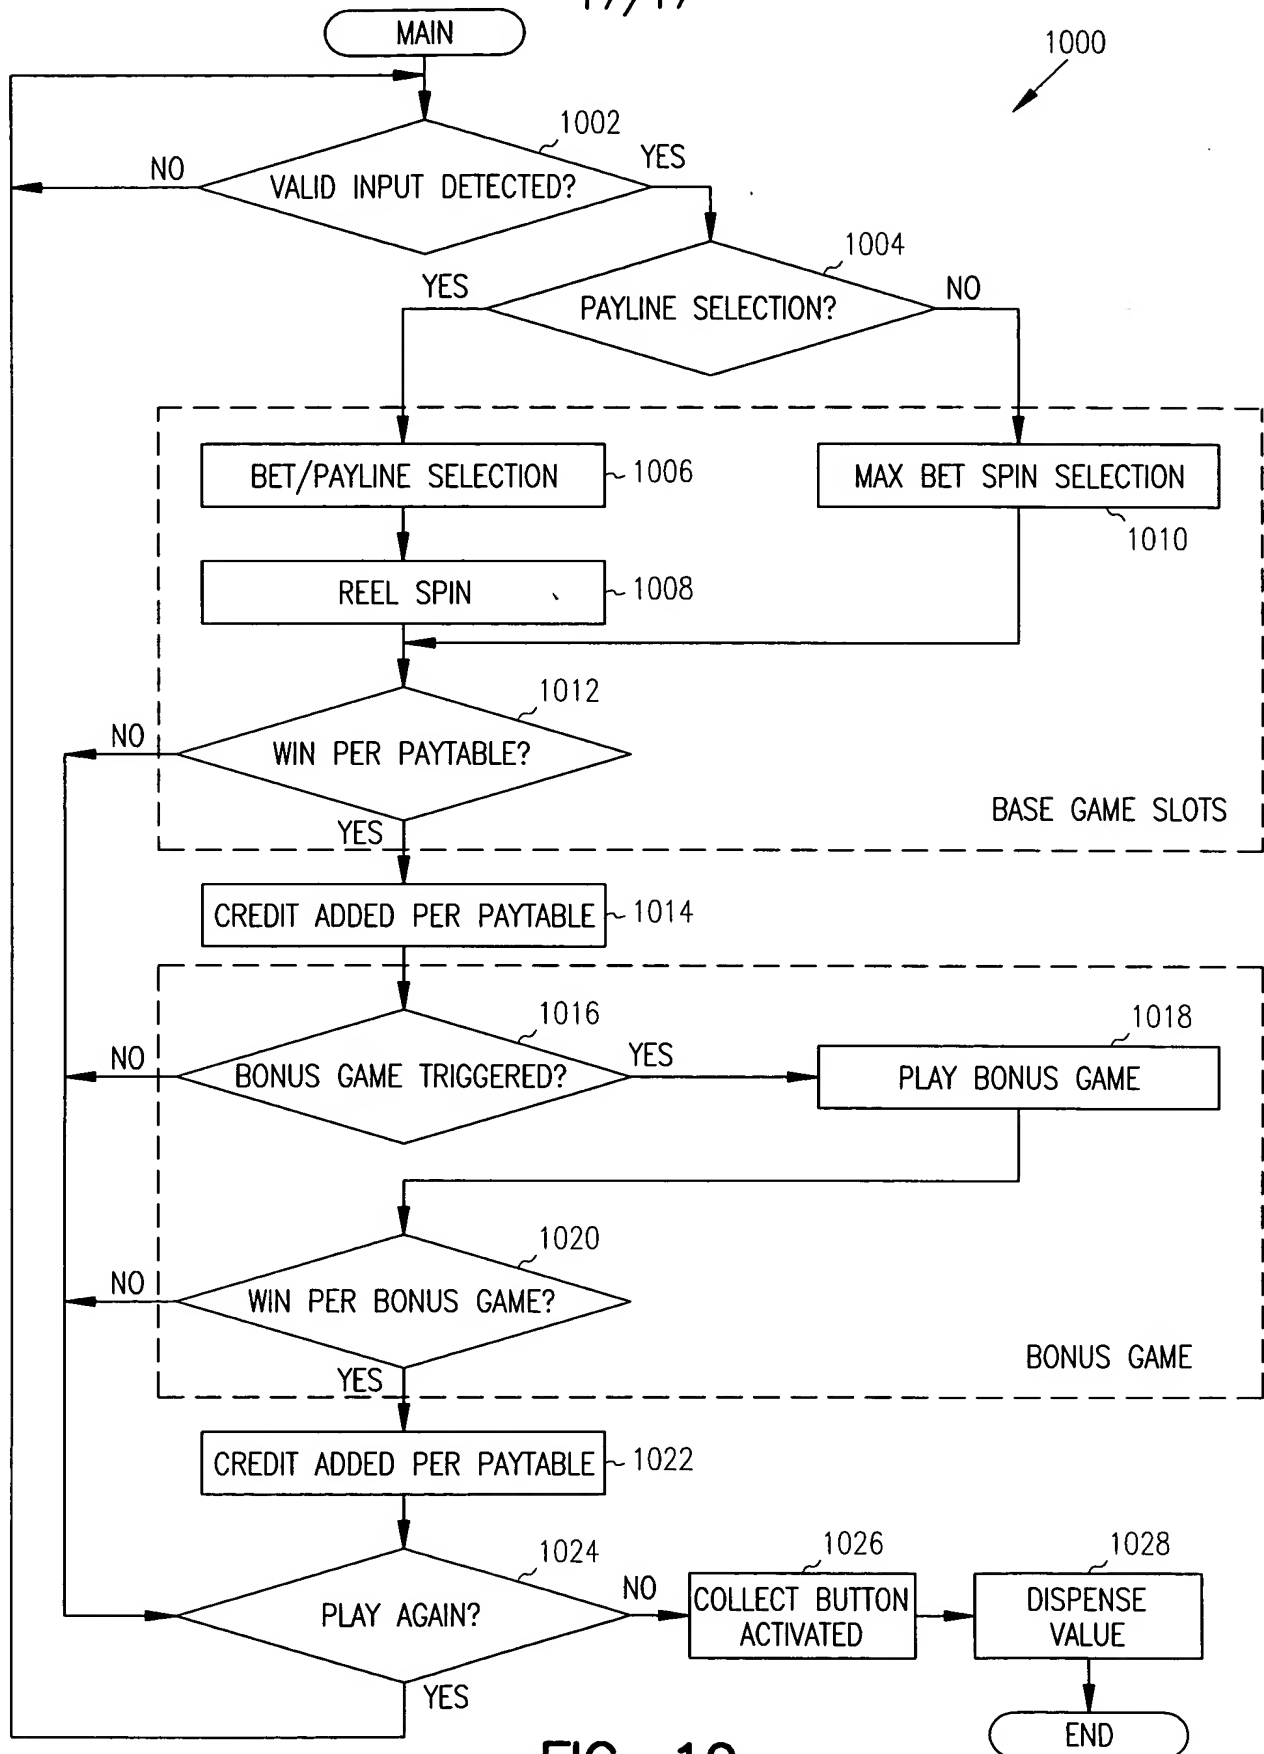 17/17
MAIN
1000
1002
NO
YES
VALID INPUT DETECTED?
1004
YES
NO
PAYLINE SELECTION?
BET/PAYLINE SELECTION
1006
MAX BET SPIN SELECTION
1010
REEL SPIN
1008
1012
NO
WIN PER PAYTABLE?
BASE GAME SLOTS
YES
CREDIT ADDED PER PAYTABLE
1014
1016
1018
NO
YES
BONUS GAME TRIGGERED?
PLAY BONUS GAME
1020
NO
WIN PER BONUS GAME?
BONUS GAME
YES
CREDIT ADDED PER PAYTABLE
1022
1024
1026
1028
NO
PLAY AGAIN?
COLLECT BUTTON
ACTIVATED
DISPENSE
VALUE
YES
END